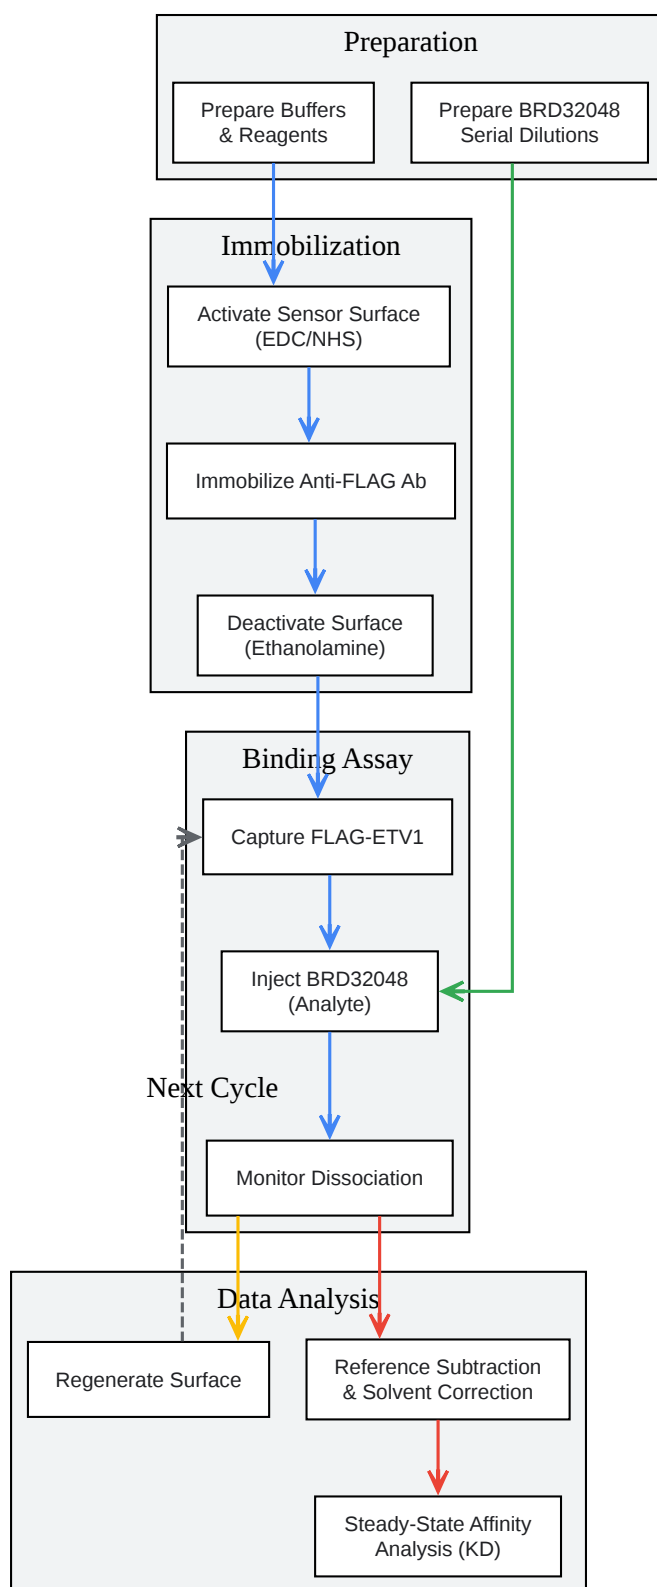 Preparation
Prepare Buffers
& Reagents
Prepare BRD32048
Serial Dilutions
Immobilization
Activate Sensor Surface
(EDC/NHS)
Immobilize Anti-FLAG Ab
Deactivate Surface
(Ethanolamine)
Binding Assay
Capture FLAG-ETV1
Inject BRD32048
(Analyte)
Next Cycle
Monitor Dissociation
Data Analysis
Regenerate Surface
Reference Subtraction
& Solvent Correction
Steady-State Affinity
Analysis (KD)